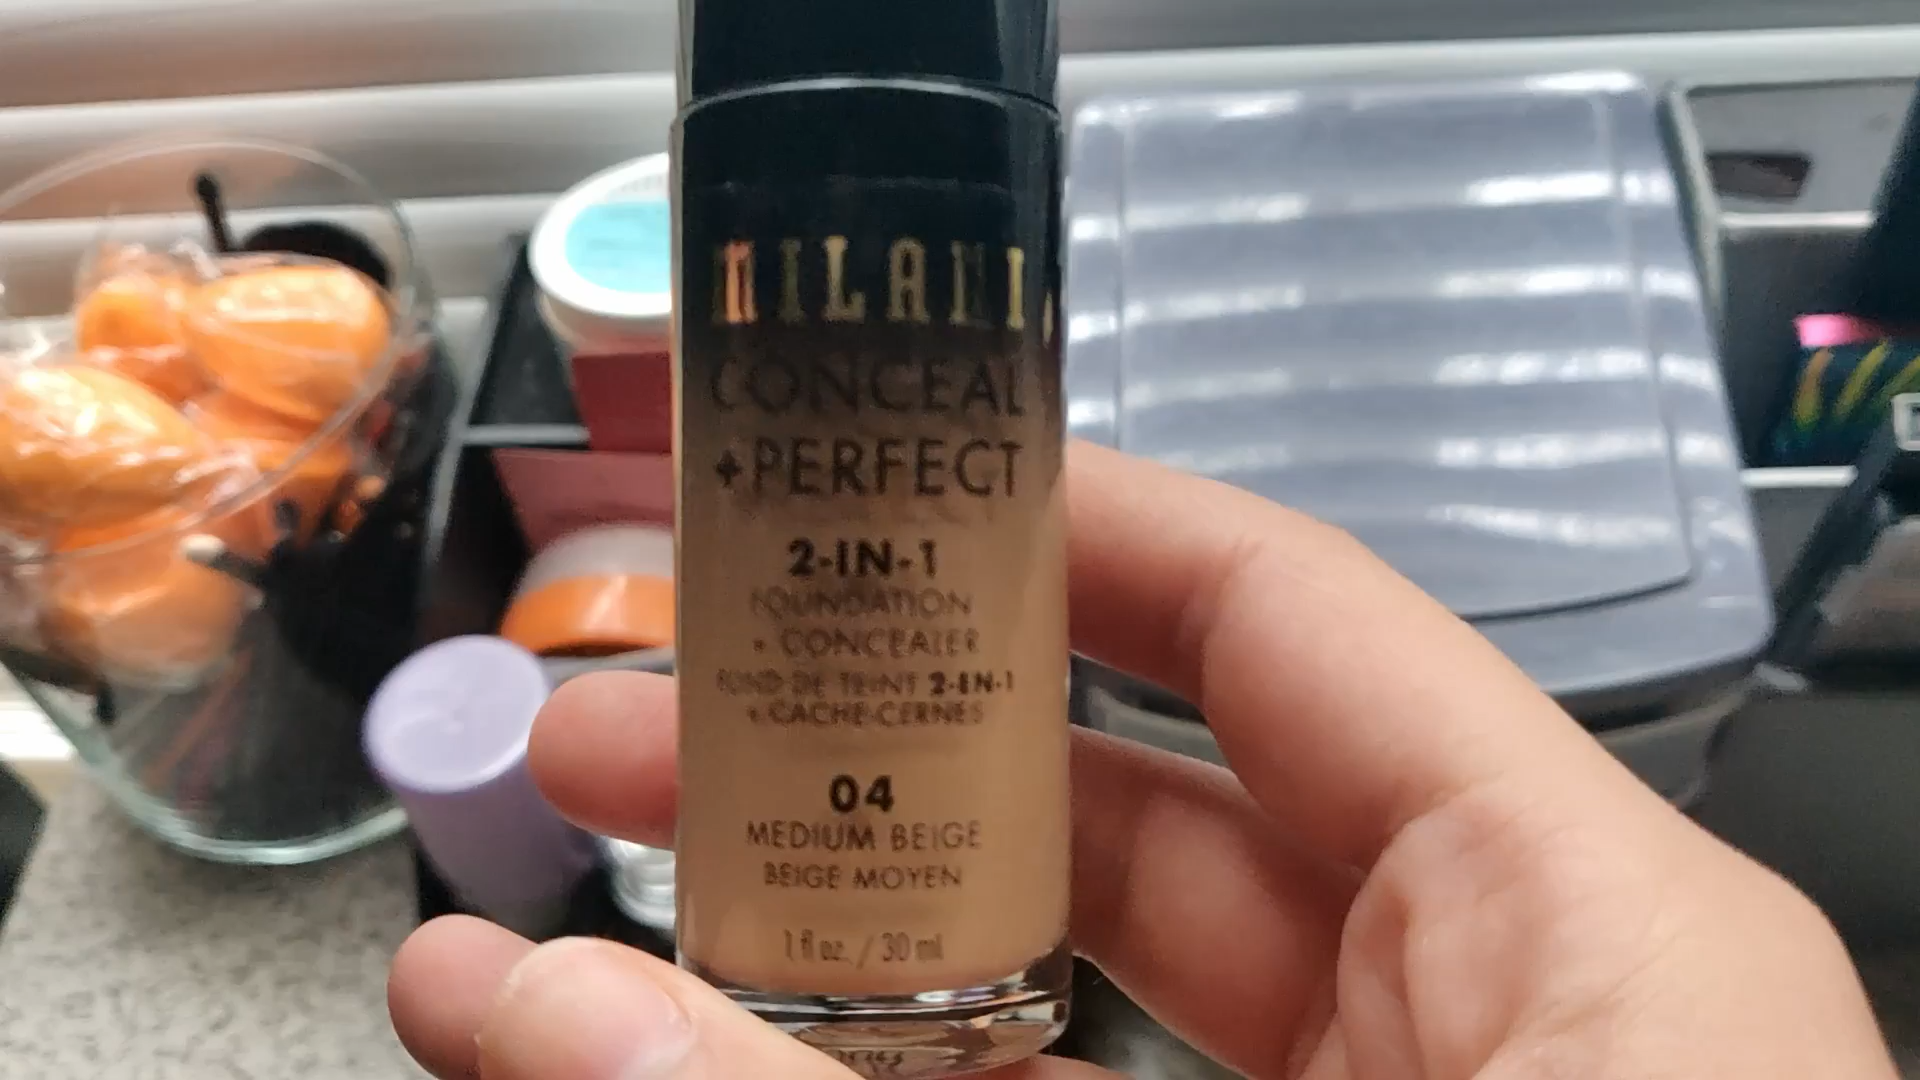 MILANI
CONCEAL
+PERFECT
2-IN-1
FOUNDATION
+ CONCEALER
FOND DE TEINT 2-IN-1
+ CACHE-CERNES
04
MEDIUM BEIGE
BEIGE MOYEN
1 fl oz. / 30 ml